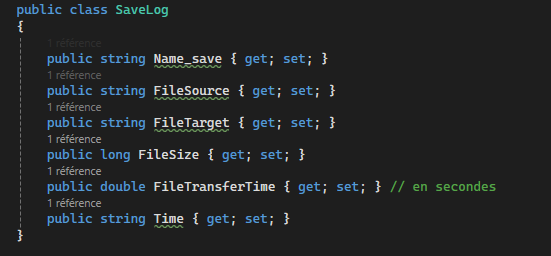 public class SaveLog
{
1 référence
public string Name_save { get; set; }
1 référence
public string FileSource { get; set; }
1 référence
public string FileTarget { get; set; }
1 référence
public long FileSize { get; set; }
1 référence
public double FileTransferTime { get; set; } // en secondes
1 référence
public string Time { get; set; }
}